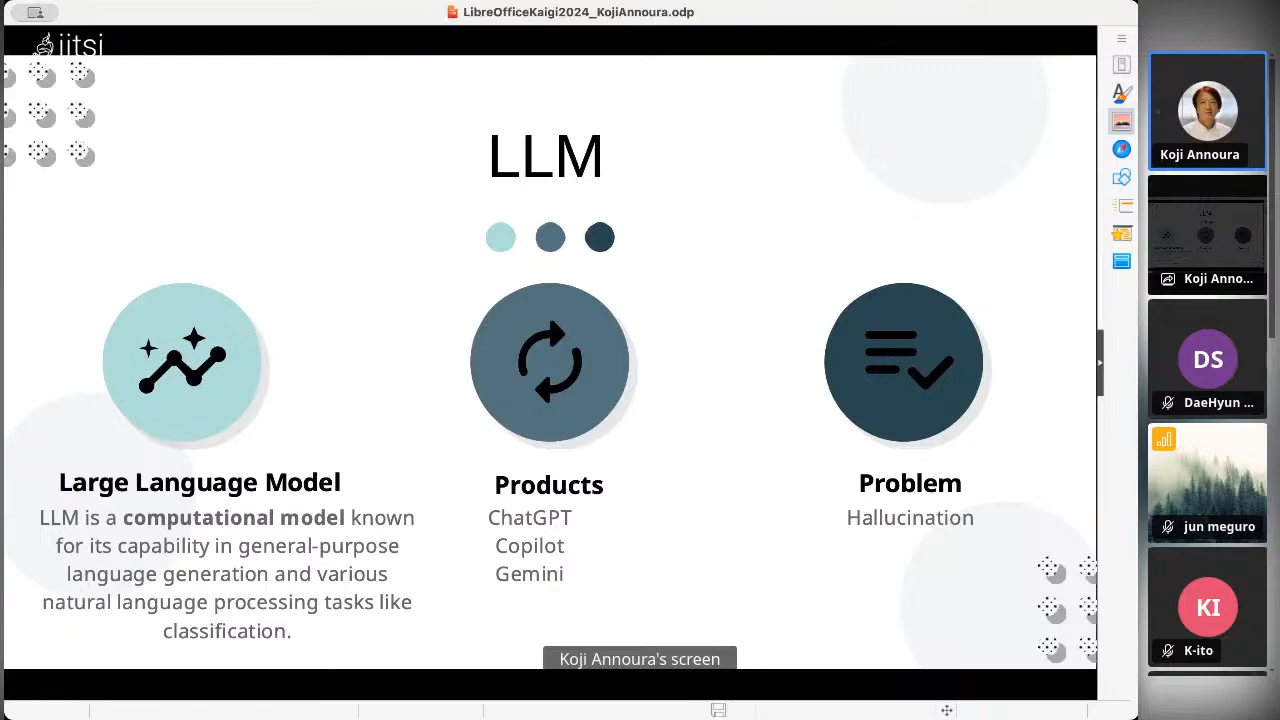 LibreOfficeKaigi2024_KojiAnnoura.odp
jitsi
LLM
Large Language Model
LLM is a computational model known
for its capability in general-purpose
language generation and various
natural language processing tasks like
classification.
Products
ChatGPT
Copilot
Gemini
Problem
Hallucination
Koji Annoura's screen
Koji Annoura
Koji Anno...
DS
DaeHyun ...
jun meguro
KI
K-ito